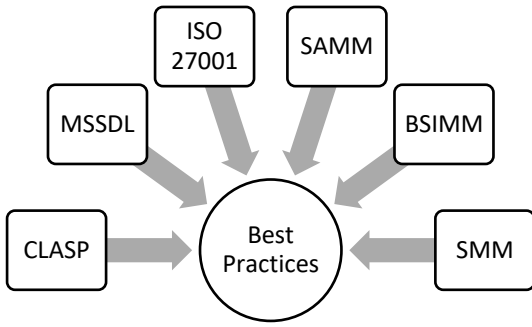 ISO
27001
SAMM
MSSDL
BSIMM
CLASP
Best
Practices
SMM